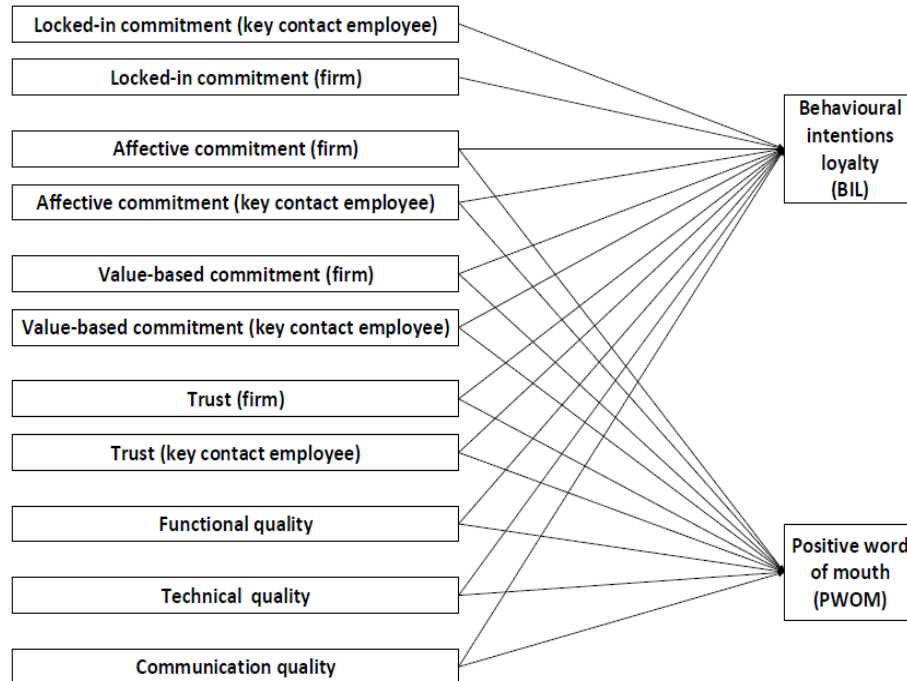 Locked-in commitment (key contact employee)
Locked-in commitment (firm)
Affective commitment (firm)
Affective commitment (key contact employee)
Value-based commitment (firm)
Value-based commitment (key contact employee)
Trust (firm)
Trust (key contact employee)
Functional quality
Technical quality
Communication quality
Behavioural
intentions
loyalty
(BIL)
Positive word
of mouth
(PWOM)